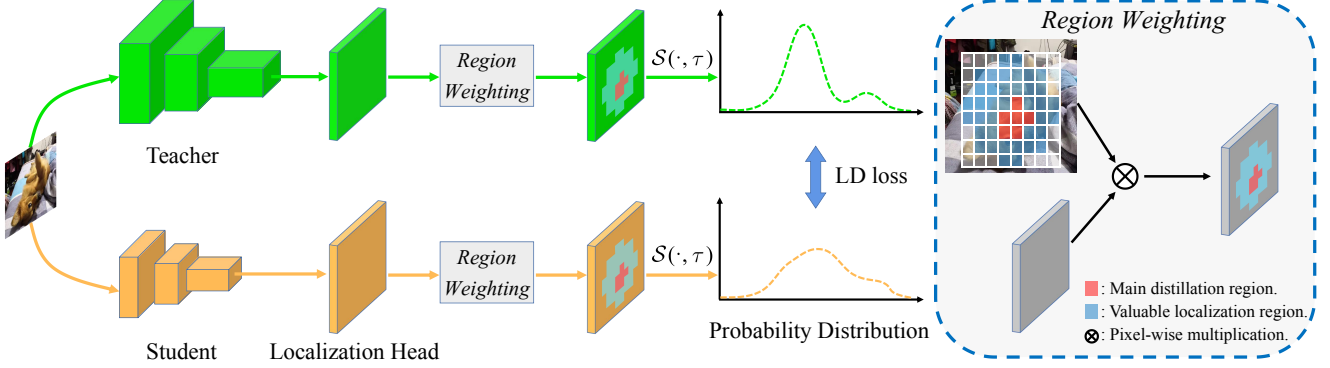 Region Weighting
Region
Weighting
S(·, τ)
Teacher
LD loss
Region
Weighting
S(·, τ)
Student
Localization Head
Probability Distribution
: Main distillation region.
: Valuable localization region.
: Pixel-wise multiplication.